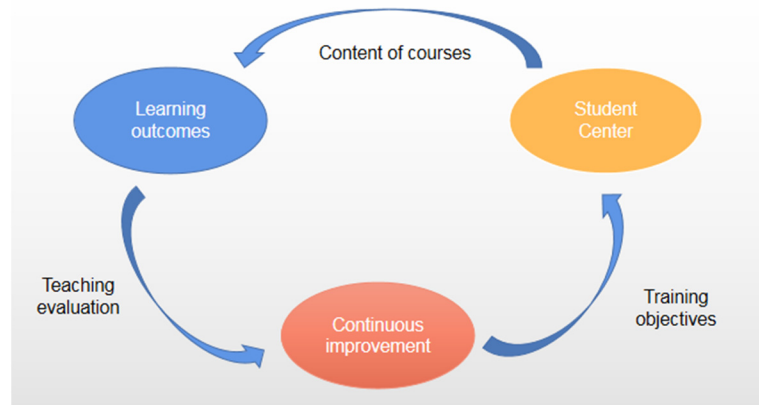 Content of courses
Learning
outcomes
Student
Center
Teaching
evaluation
Continuous
improvement
Training
objectives